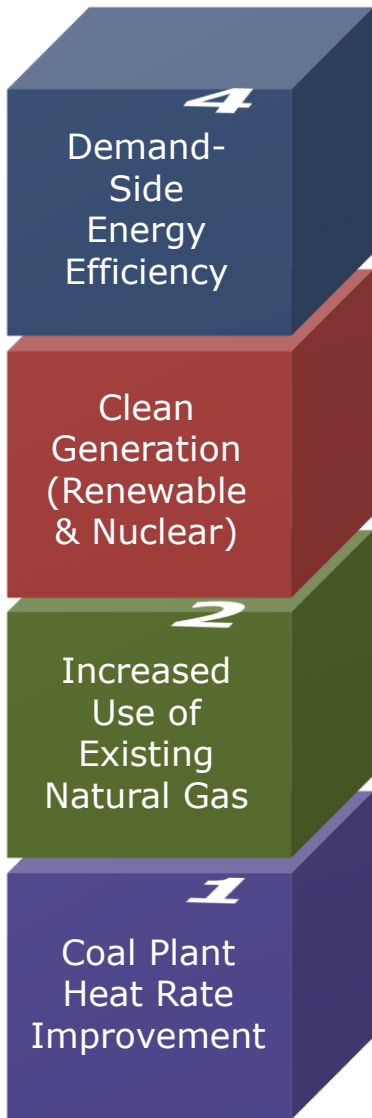 4
Demand-
Side
Energy
Efficiency
Clean
Generation
(Renewable
& Nuclear)
2
Increased
Use of
Existing
Natural Gas
1
Coal Plant
Heat Rate
Improvement